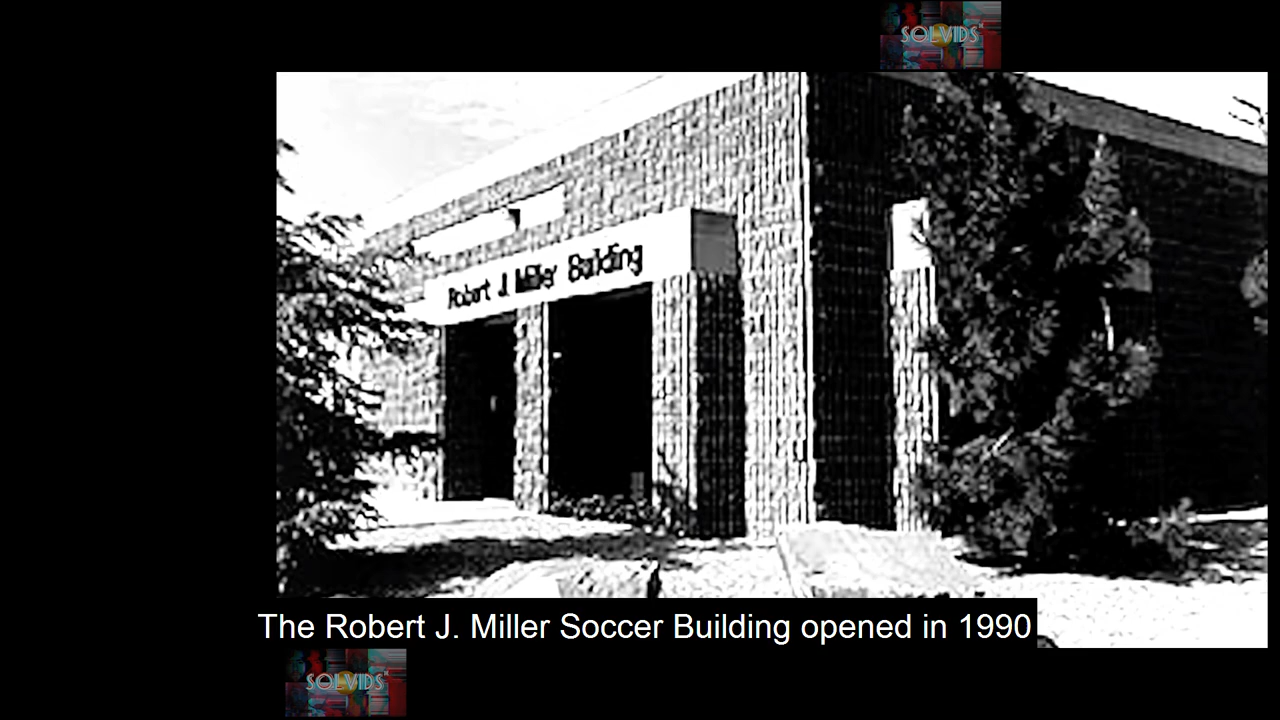 SOLVIDS
Robert J. Miller Building
The Robert J. Miller Soccer Building opened in 1990
SOLVIDS